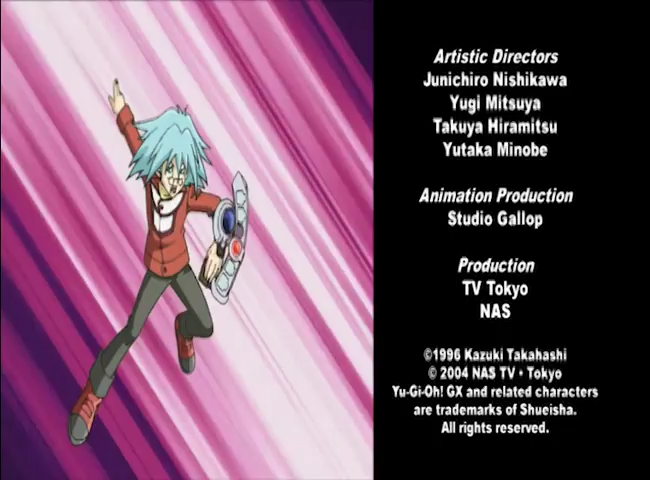 Artistic Directors
Junichiro Nishikawa
Yugi Mitsuya
Takuya Hiramitsu
Yutaka Minobe
Animation Production
Studio Gallop
Production
TV Tokyo
NAS
©1996 Kazuki Takahashi
© 2004 NAS TV • Tokyo
Yu-Gi-Oh! GX and related characters
are trademarks of Shueisha.
All rights reserved.